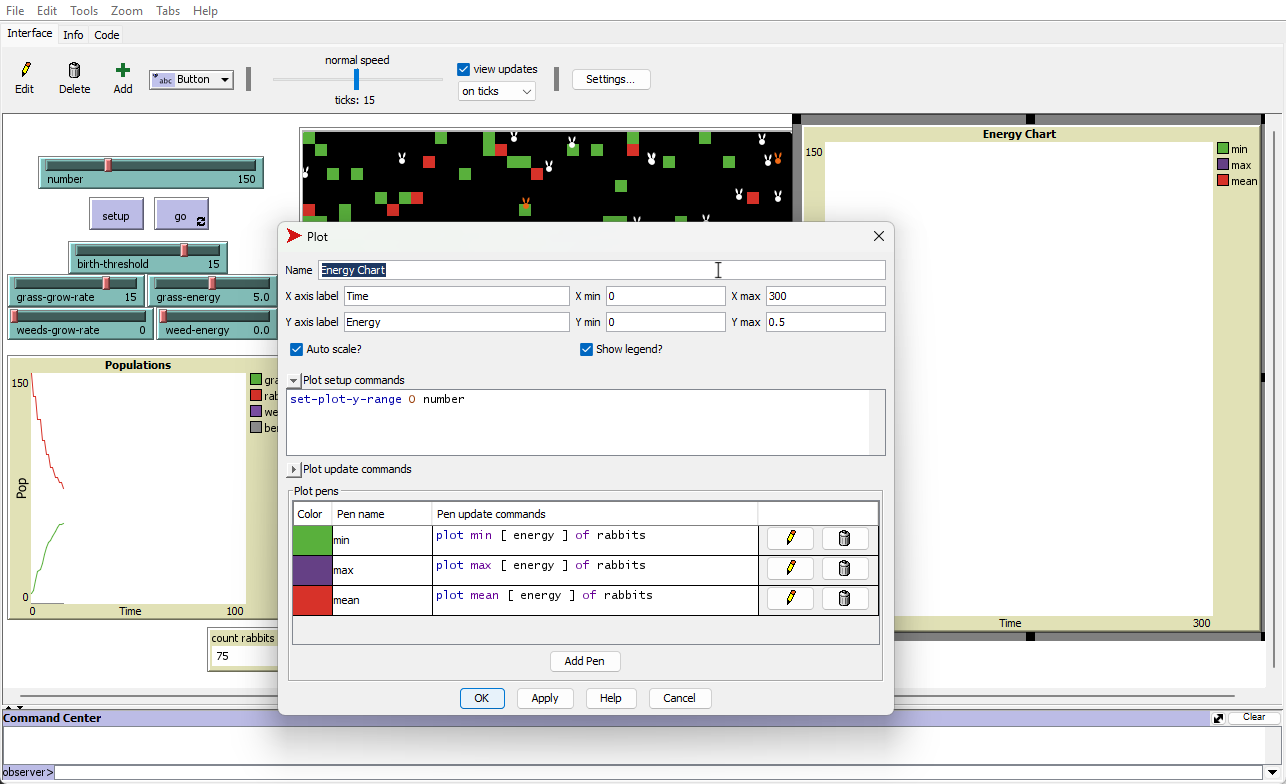 File Edit Tools Zoom Tabs Help
Interface Info Code
Edit Delete Add abc Button normal speed ticks: 15 view updates on ticks Settings...
number 150
setup go
birth-threshold 15
grass-grow-rate 15 grass-energy 5.0
weeds-grow-rate 0 weed-energy 0.0
Populations
150
Pop
0
0 Time 100
gra
rab
we
ber
count rabbits
75
Energy Chart
150
min
max
mean
Time 300
Plot
Name Energy Chart
X axis label Time X min 0 X max 300
Y axis label Energy Y min 0 Y max 0.5
Auto scale? Show legend?
Plot setup commands
set-plot-y-range 0 number
Plot update commands
Plot pens
Color Pen name Pen update commands
min plot min [ energy ] of rabbits
max plot max [ energy ] of rabbits
mean plot mean [ energy ] of rabbits
Add Pen
OK Apply Help Cancel
Command Center Clear
observer>